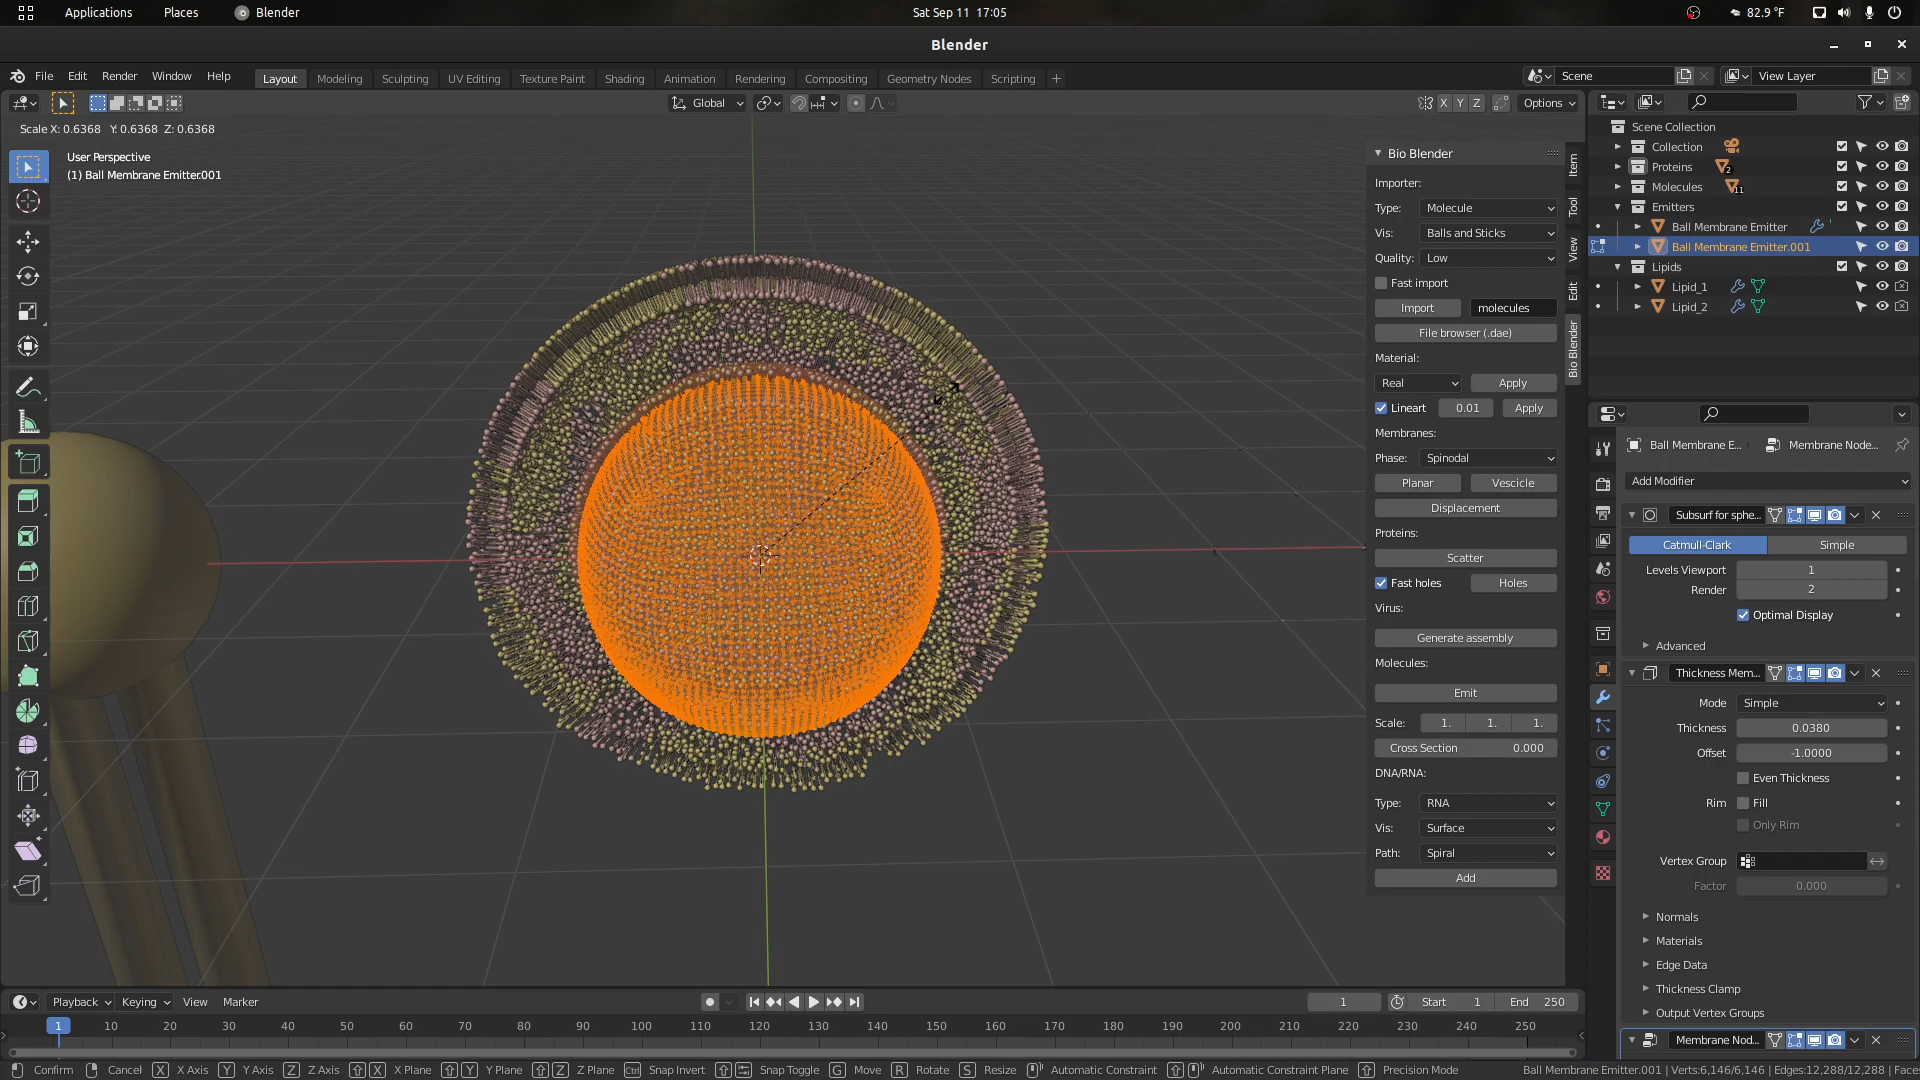 Applications Places Blender Sat Sep 11 17:05 82.9 °F
Blender
File Edit Render Window Help Layout Modeling Sculpting UV Editing Texture Paint Shading Animation Rendering Compositing Geometry Nodes Scripting + Scene View Layer
Global X Y Z Options
Scale X: 0.6368 Y: 0.6368 Z: 0.6368
User Perspective
(1) Ball Membrane Emitter.001
Bio Blender
Importer:
Type: Molecule
Vis: Balls and Sticks
Quality: Low
Fast import
Import molecules
File browser (.dae)
Material:
Real Apply
Lineart 0.01 Apply
Membranes:
Phase: Spinodal
Planar Vescicle
Displacement
Proteins:
Scatter
Fast holes Holes
Virus:
Generate assembly
Molecules:
Emit
Scale: 1. 1. 1.
Cross Section 0.000
DNA/RNA:
Type: RNA
Vis: Surface
Path: Spiral
Add
Item
Tool
View
Edit
Bio Blender
Scene Collection
Collection
Proteins 2
Molecules 11
Emitters
Ball Membrane Emitter
Ball Membrane Emitter.001
Lipids
Lipid_1
Lipid_2
Ball Membrane E... Membrane Node...
Add Modifier
Subsurf for sphe...
Catmull-Clark Simple
Levels Viewport 1
Render 2
Optimal Display
Advanced
Thickness Mem...
Mode Simple
Thickness 0.0380
Offset -1.0000
Even Thickness
Rim Fill
Only Rim
Vertex Group
Factor 0.000
Normals
Materials
Edge Data
Thickness Clamp
Output Vertex Groups
Membrane Nod...
Playback Keying View Marker 1 Start 1 End 250
1 10 20 30 40 50 60 70 80 90 100 110 120 130 140 150 160 170 180 190 200 210 220 230 240 250
Confirm Cancel X X Axis Y Y Axis Z Z Axis X X Plane Y Y Plane Z Z Plane Ctrl Snap Invert Snap Toggle G Move R Rotate S Resize Automatic Constraint Automatic Constraint Plane Precision Mode Ball Membrane Emitter.001 | Verts:6,146/6,146 | Edges:12,288/12,288 | Faces